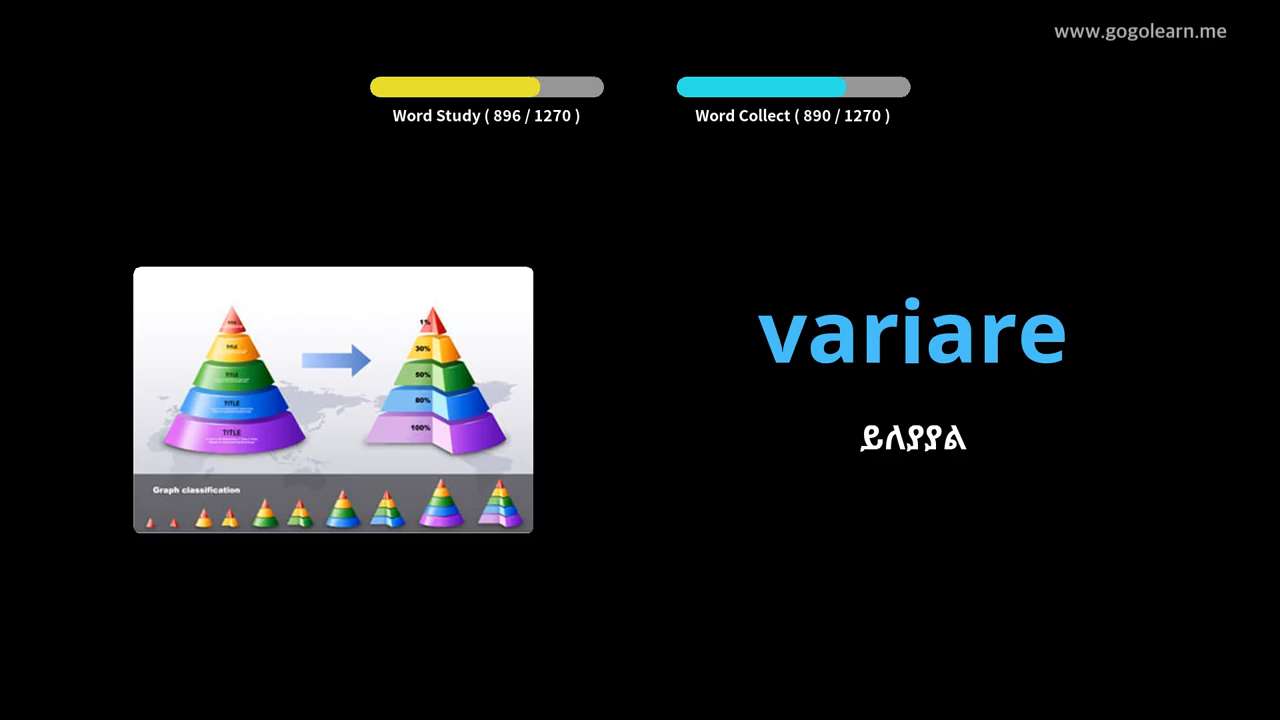 www.gogolearn.me
Word Study ( 896 / 1270 )
Word Collect ( 890 / 1270 )
variare
ይለያያል
TITLE
TITLE
TITLE
TITLE
1%
30%
50%
80%
100%
Graph classification